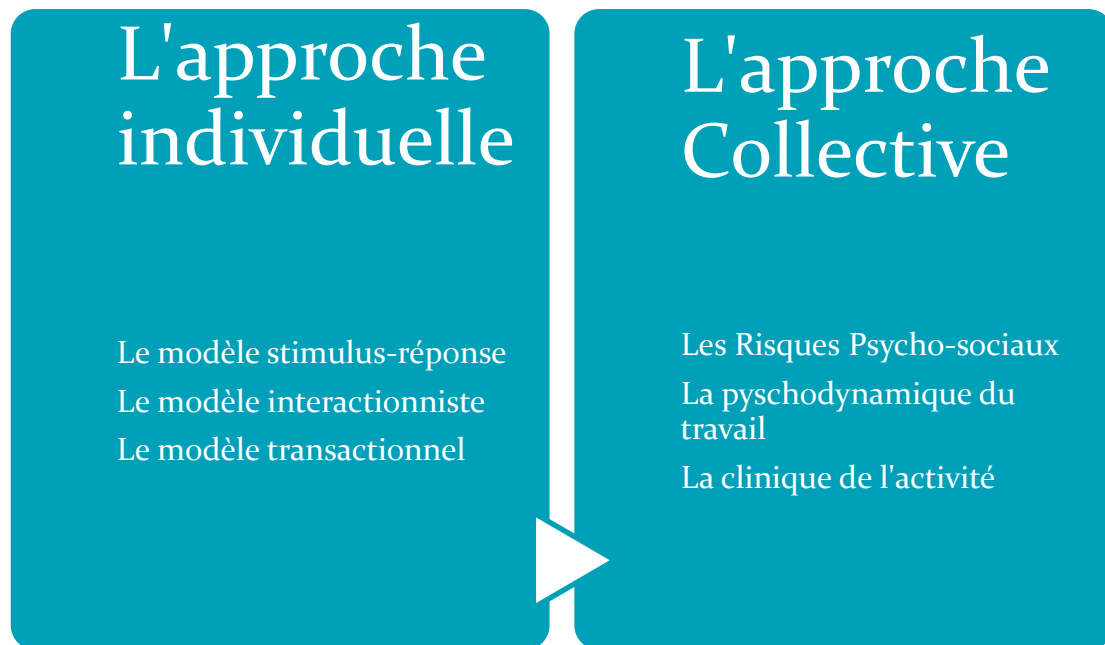 L'approche
individuelle
Le modèle stimulus-réponse
Le modèle interactionniste
Le modèle transactionnel
L'approche
Collective
Les Risques Psycho-sociaux
La pyschodynamique du
travail
La clinique de l'activité